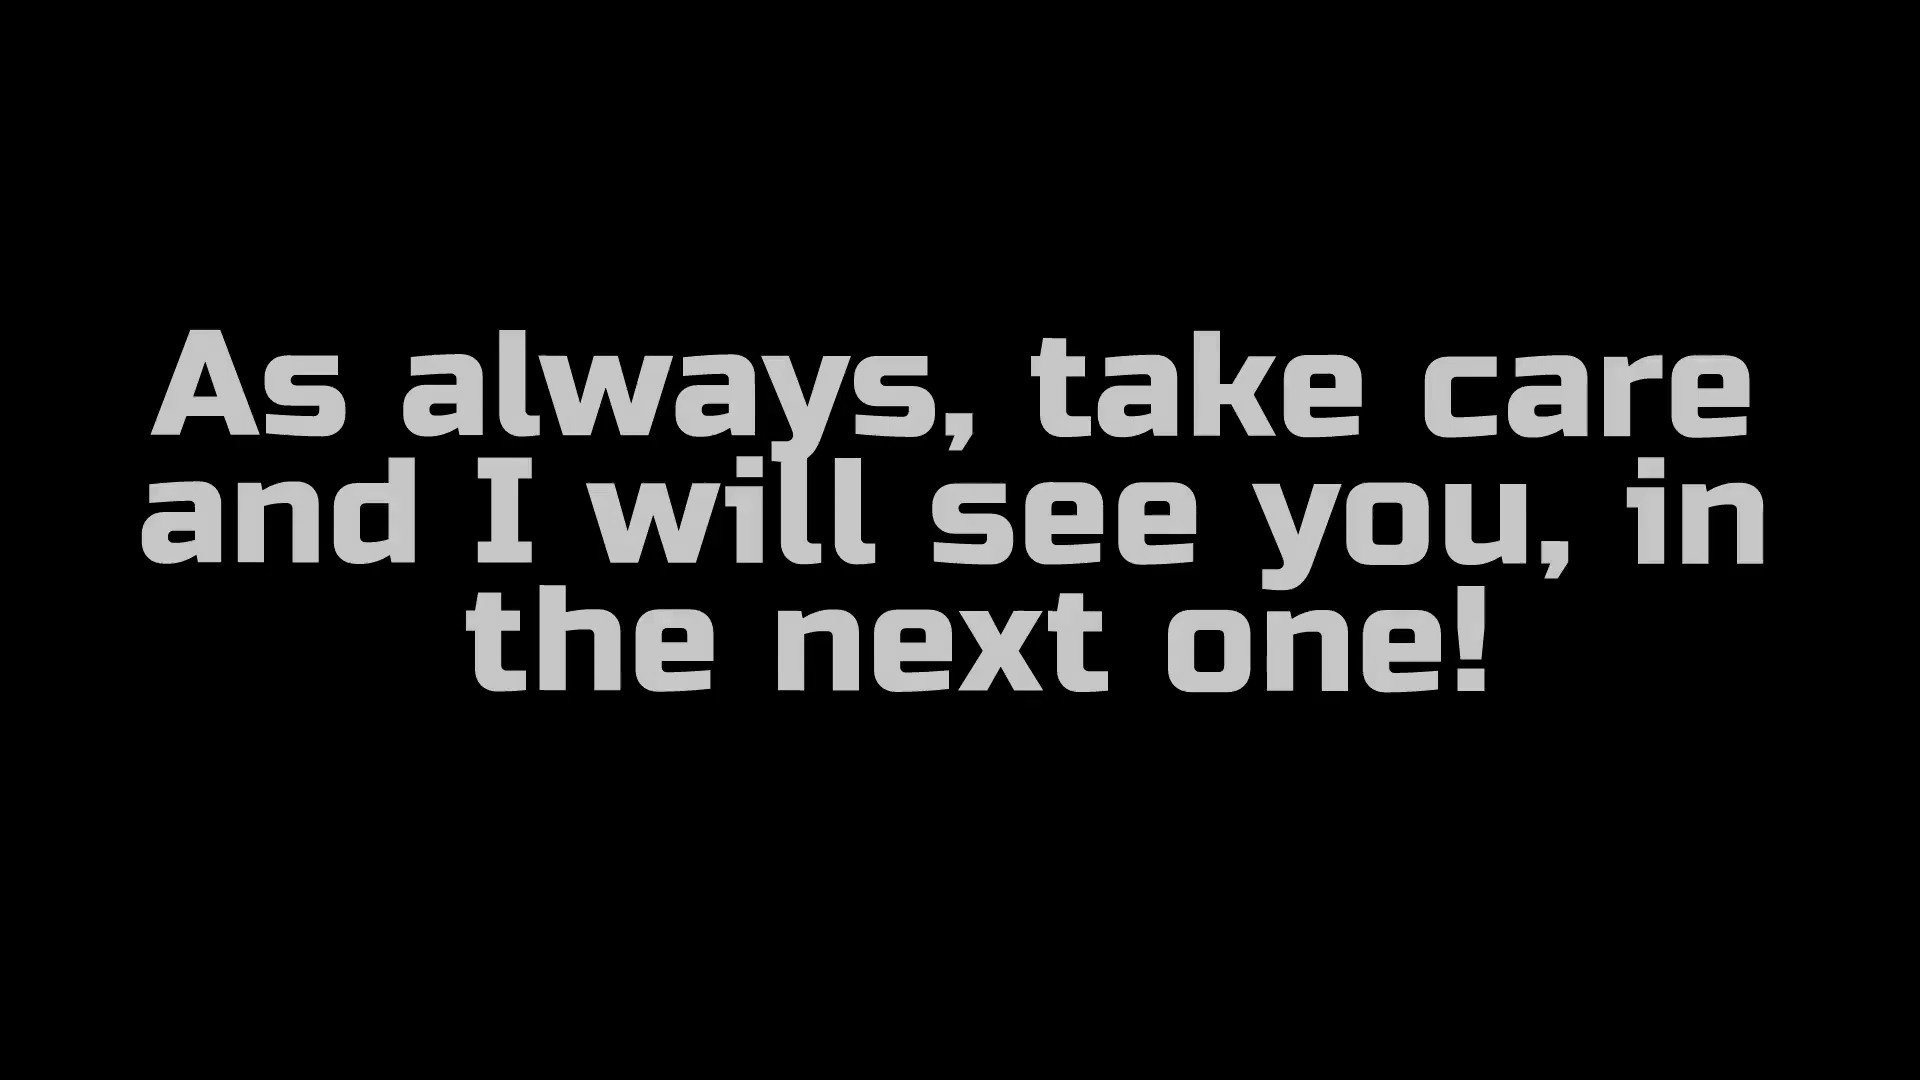 As always, take care
and I will see you, in
the next one!